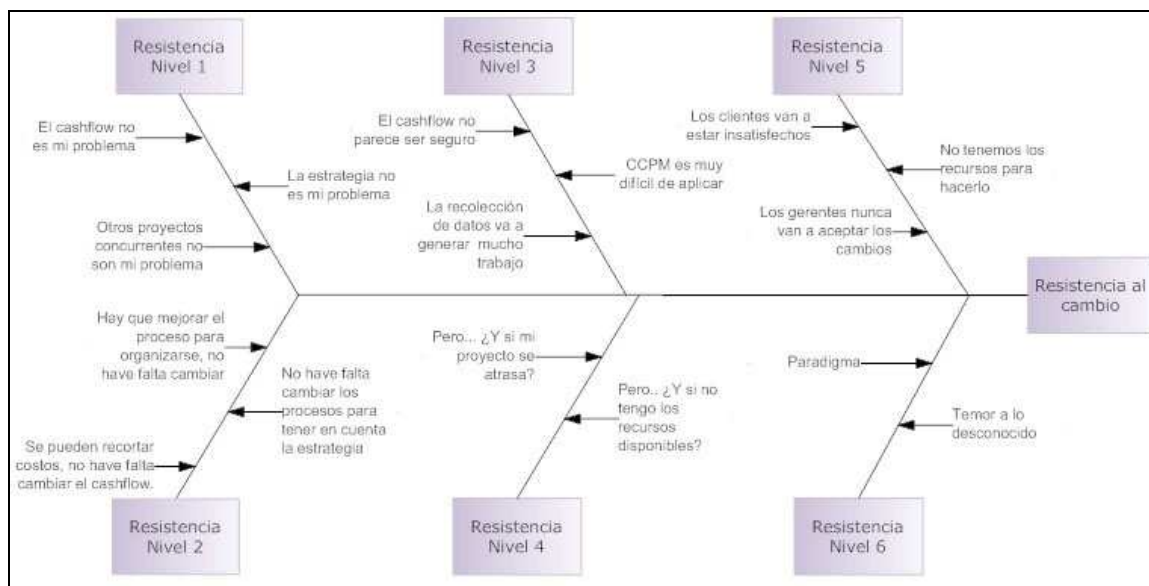 Resistencia
Nivel 1
Resistencia
Nivel 3
Resistencia
Nivel 5
El cashflow no
es mi problema
La estrategia no
es mi problema
Otros proyectos
concurrentes no
son mi problema
El cashflow no
parece ser seguro
CCPM es muy
difícil de aplicar
La recolección
de datos va a
generar mucho
trabajo
Los clientes van a
estar insatisfechos
No tenemos los
recursos para
hacerlo
Los gerentes nunca
van a aceptar los
cambios
Resistencia al
cambio
Hay que mejorar el
proceso para
organizarse, no
have falta cambiar
No have falta
cambiar los
procesos para
tener en cuenta
la estrategia
Se pueden recortar
costos, no have falta
cambiar el cashflow.
Pero... ¿Y si mi
proyecto se
atrasa?
Pero.. ¿Y si no
tengo los
recursos
disponibles?
Paradigma
Temor a lo
desconocido
Resistencia
Nivel 2
Resistencia
Nivel 4
Resistencia
Nivel 6